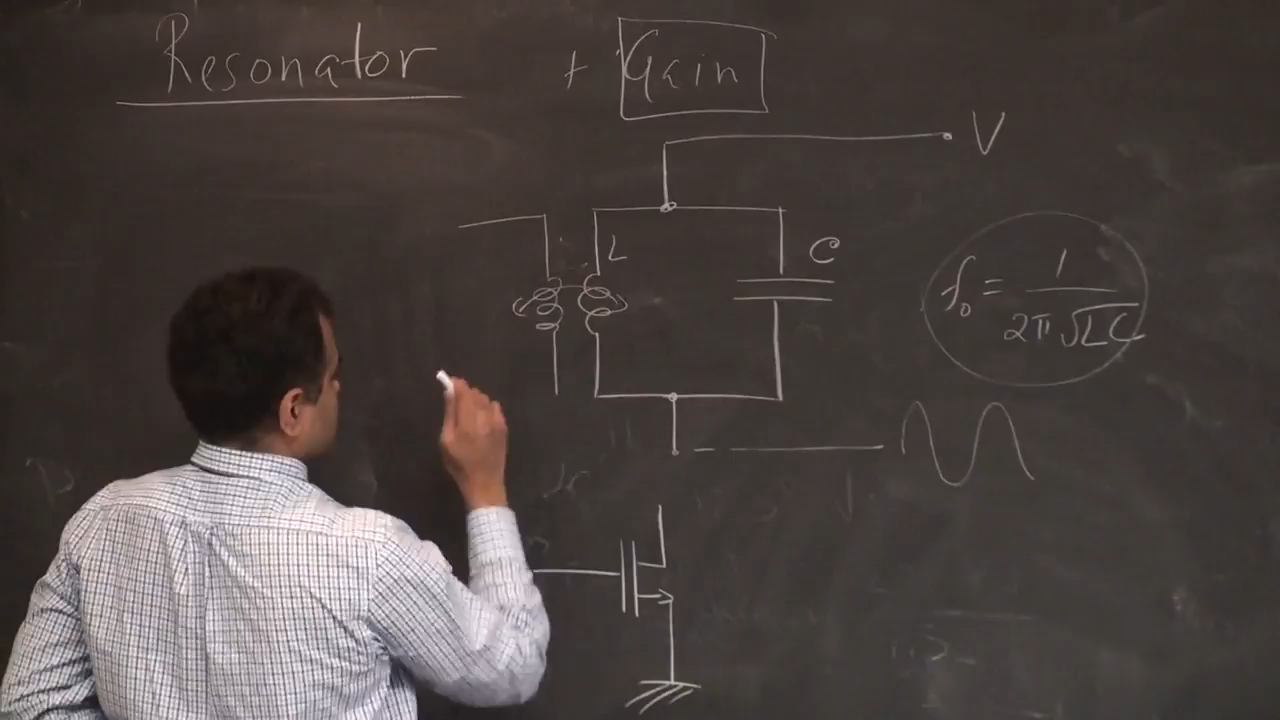 Resonator + Gain
V
L C
f₀ = 1 / 2π √LC